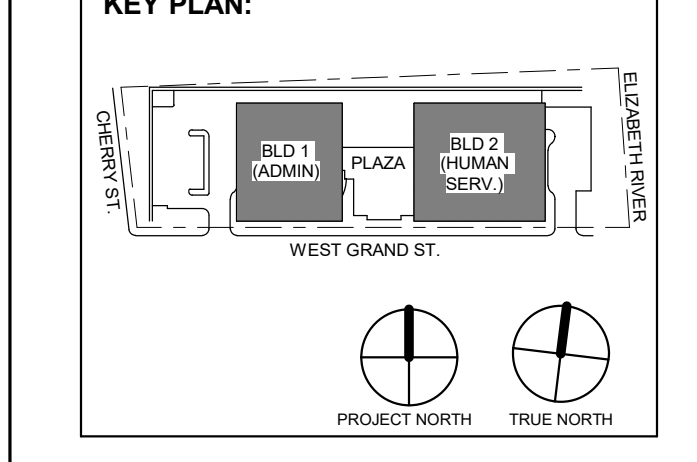 KEY PLAN:
CHERRY ST.
BLD 1
(ADMIN)
PLAZA
BLD 2
(HUMAN
SERV.)
ELIZABETH RIVER
WEST GRAND ST.
PROJECT NORTH
TRUE NORTH